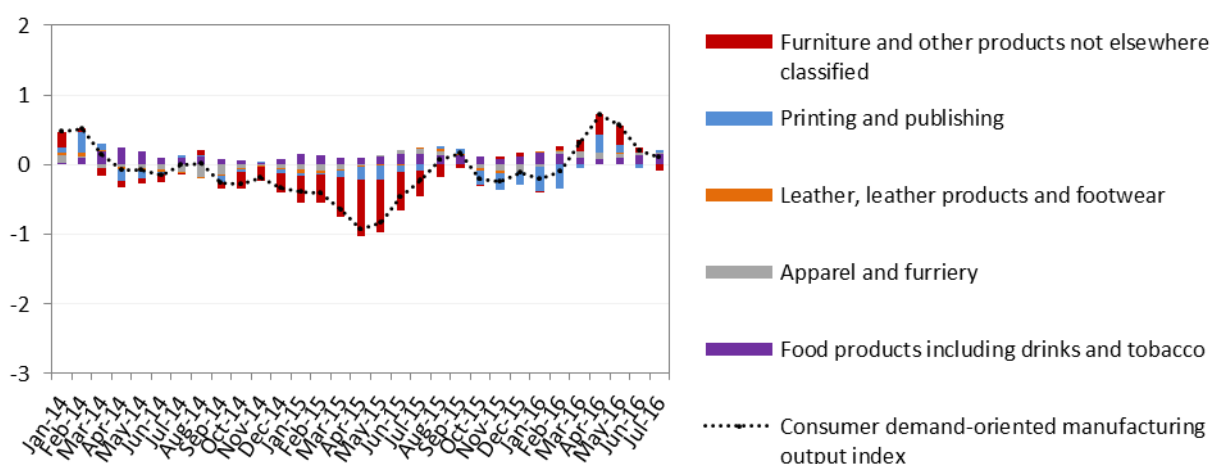 2
1
0
-1
-2
-3
Jan-14
Feb-14
Mar-14
Apr-14
May-14
Jun-14
Jul-14
Aug-14
Sep-14
Oct-14
Nov-14
Dec-14
Jan-15
Feb-15
Mar-15
Apr-15
May-15
Jun-15
Jul-15
Aug-15
Sep-15
Oct-15
Nov-15
Dec-15
Jan-16
Feb-16
Mar-16
Apr-16
May-16
Jun-16
Jul-16
Furniture and other products not elsewhere
classified
Printing and publishing
Leather, leather products and footwear
Apparel and furriery
Food products including drinks and tobacco
Consumer demand-oriented manufacturing
output index